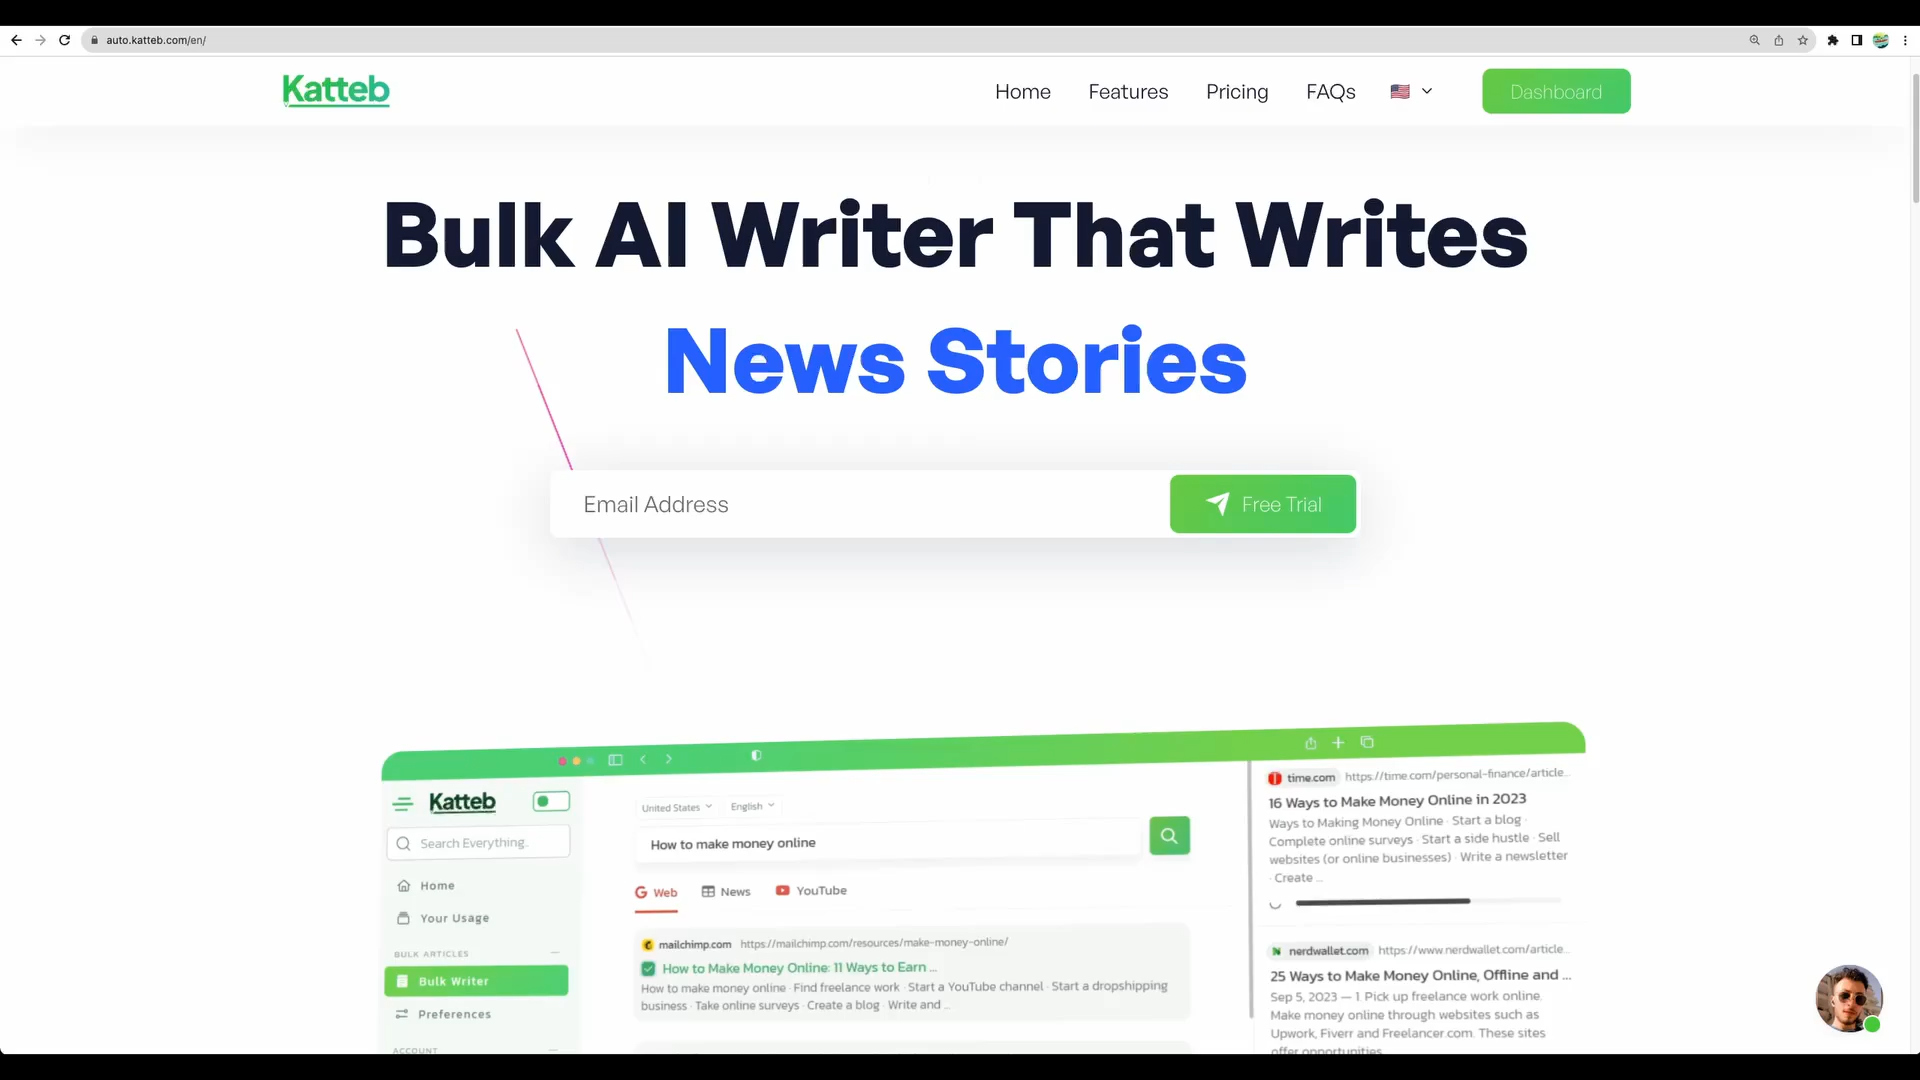 auto.katteb.com/en/
Katteb
Home
Features
Pricing
FAQs
Dashboard
Bulk AI Writer That Writes
News Stories
Email Address
Free Trial
Katteb
Search Everything..
Home
Your Usage
BULK ARTICLES
Bulk Writer
Preferences
ACCOUNT
United States
English
How to make money online
Web
News
YouTube
mailchimp.com https://mailchimp.com/resources/make-money-online/
How to Make Money Online: 11 Ways to Earn ...
How to make money online · Find freelance work · Start a YouTube channel · Start a dropshipping
business · Take online surveys · Create a blog · Write and ...
time.com https://time.com/personal-finance/article...
16 Ways to Make Money Online in 2023
Ways to Making Money Online · Start a blog ·
Complete online surveys · Start a side hustle · Sell
websites (or online businesses) · Write a newsletter
· Create ...
nerdwallet.com https://www.nerdwallet.com/article...
25 Ways to Make Money Online, Offline and ...
Sep 5, 2023 — 1. Pick up freelance work online.
Make money online through websites such as
Upwork, Fiverr and Freelancer.com. These sites
offer opportunities